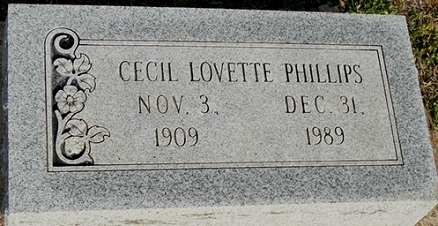 CECIL LOVETTE PHILLIPS
NOV. 3, DEC. 31,
1909 1989